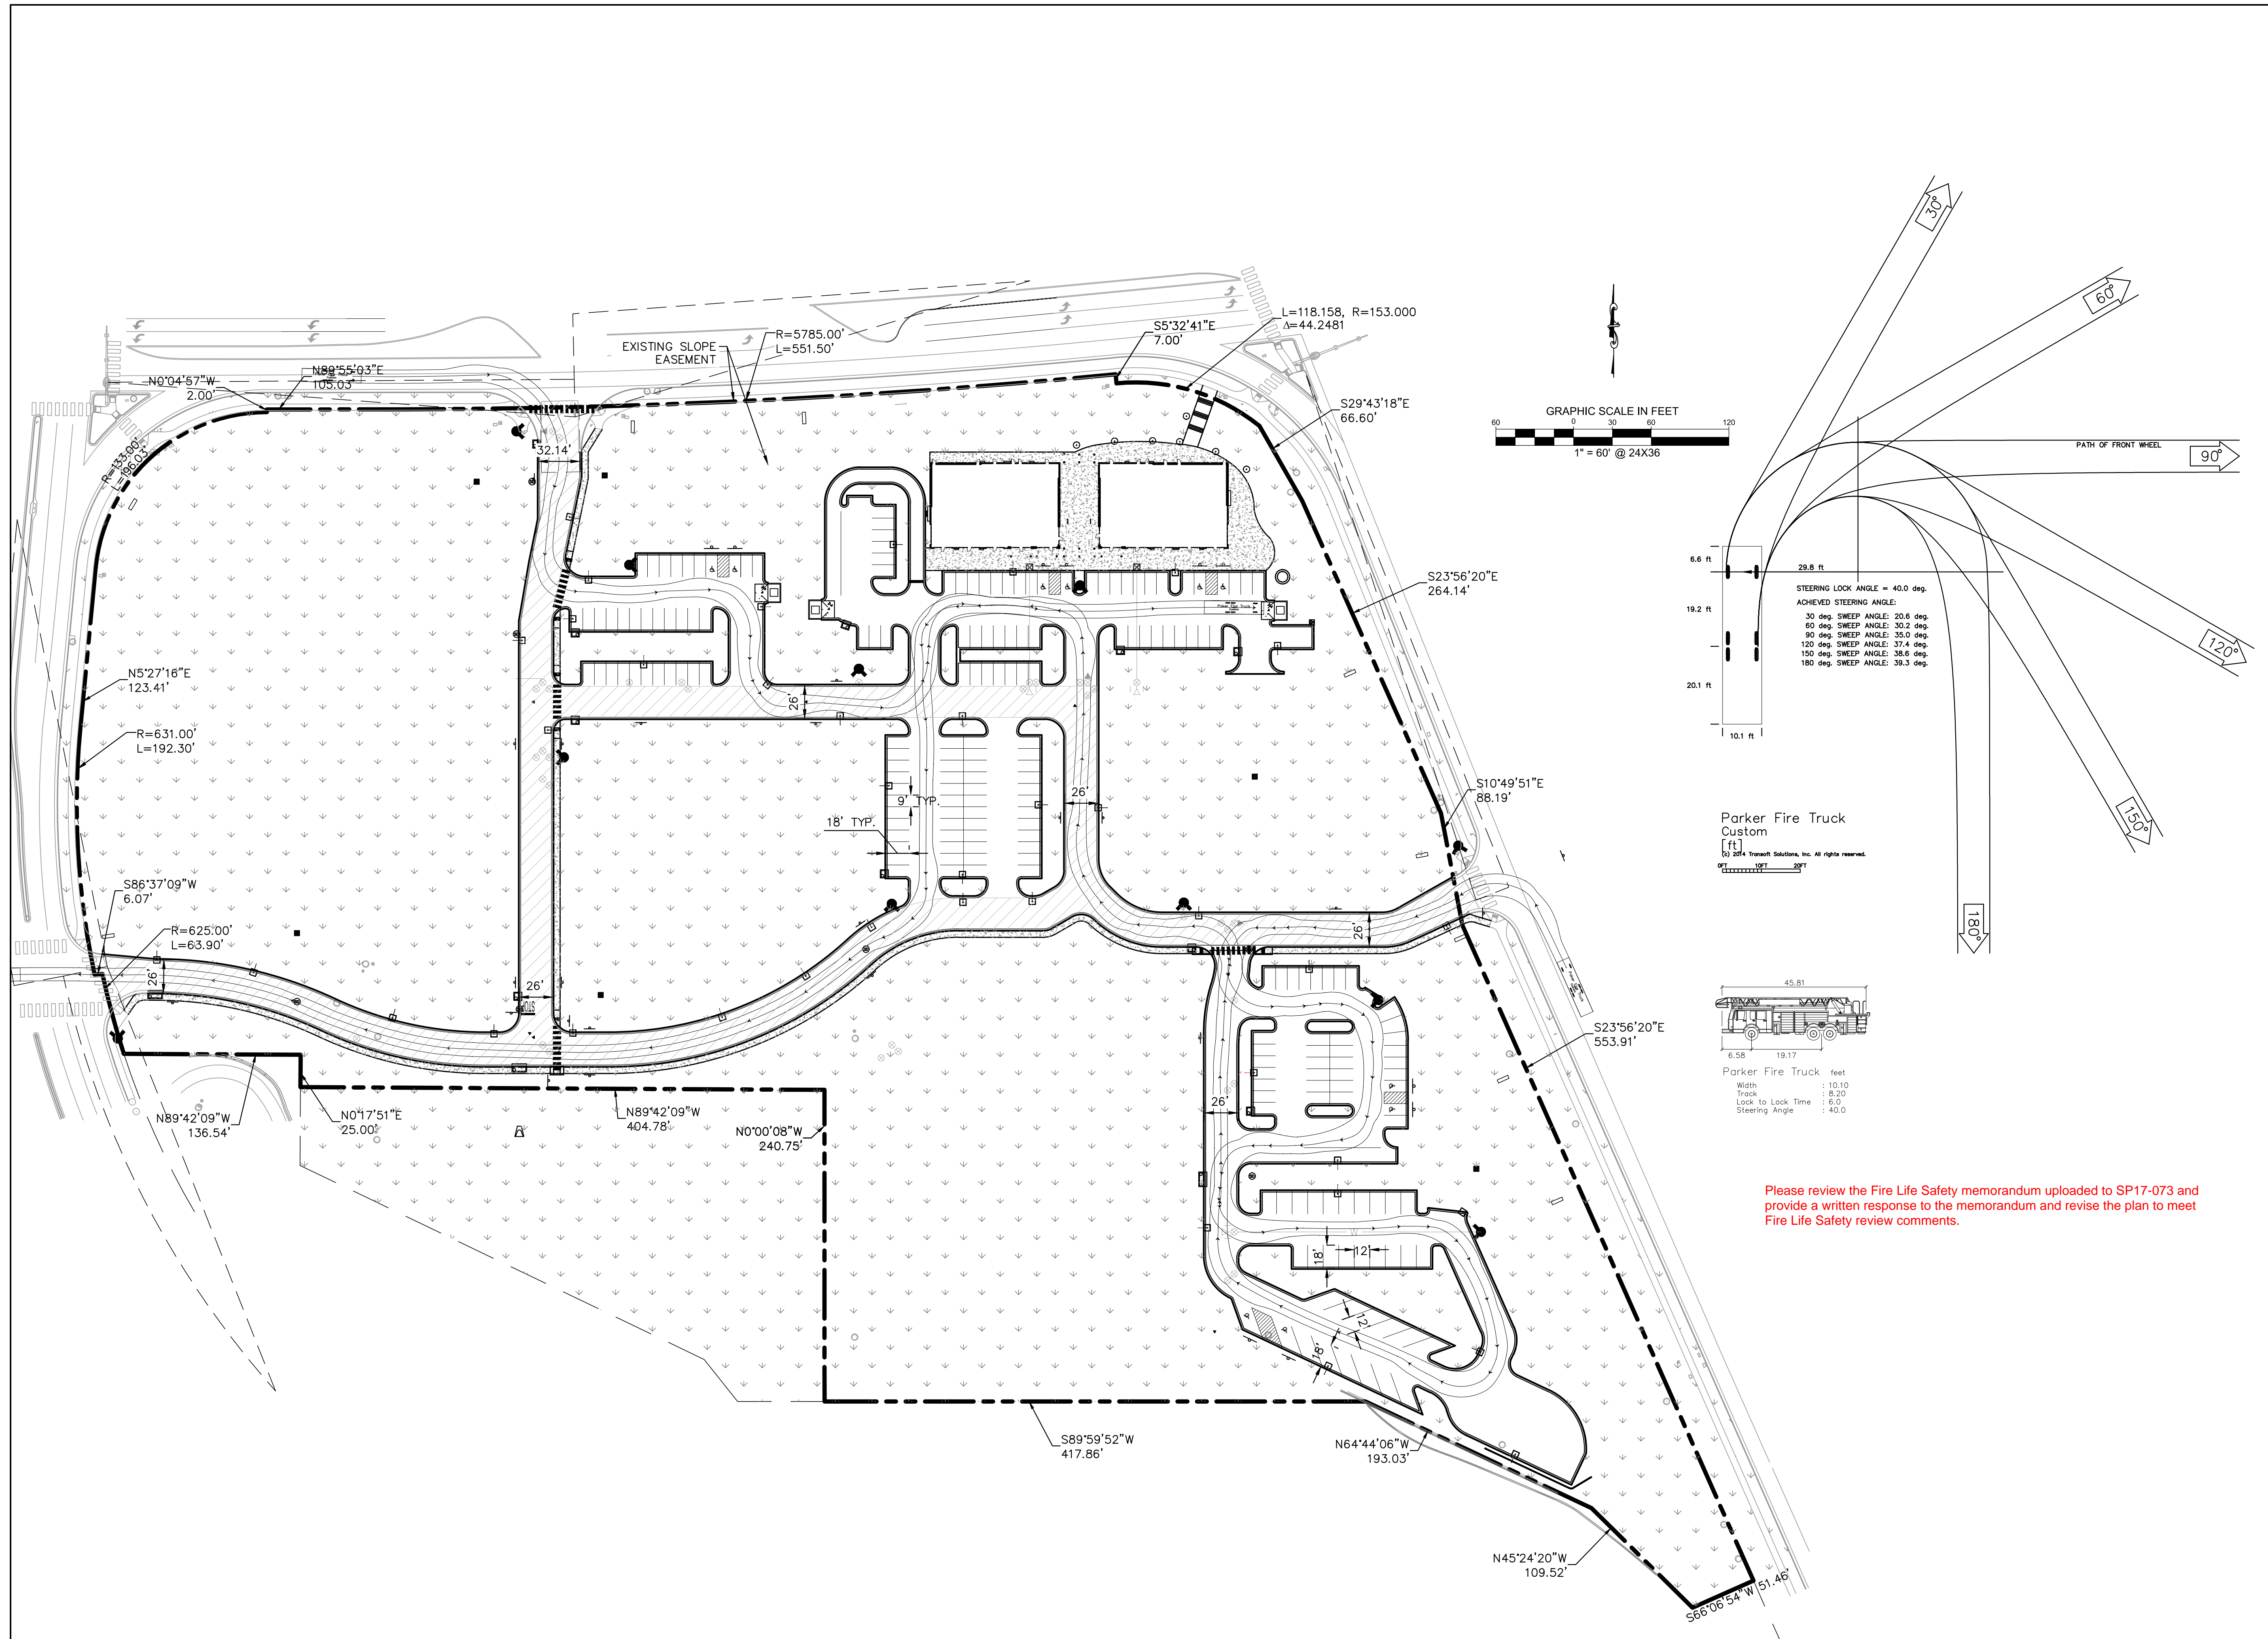 30°
60°
L=118.158, R=153.000
Δ=44.2481
R=5785.00'
L=551.50'
S5°32'41"E
7.00'
EXISTING SLOPE
EASEMENT
N89°55'03"E
105.03'
N0°04'57"W
2.00'
S29°43'18"E
66.60'
GRAPHIC SCALE IN FEET
60 0 30 60 120
1" = 60' @ 24X36
PATH OF FRONT WHEEL
90°
32.14'
R=133.00'
L=196.03'
6.6 ft
29.8 ft
S23°56'20"E
264.14'
STEERING LOCK ANGLE = 40.0 deg.
ACHIEVED STEERING ANGLE:
30 deg. SWEEP ANGLE: 20.6 deg.
60 deg. SWEEP ANGLE: 30.2 deg.
90 deg. SWEEP ANGLE: 35.0 deg.
120 deg. SWEEP ANGLE: 37.4 deg.
150 deg. SWEEP ANGLE: 38.6 deg.
180 deg. SWEEP ANGLE: 39.3 deg.
19.2 ft
120°
Parker Fire Truck
N5°27'16"E
123.41'
20.1 ft
26'
R=631.00'
L=192.30'
10.1 ft
S10°49'51"E
88.19'
26'
9' TYP.
18' TYP.
150°
Parker Fire Truck
Custom
[ft]
(c) 2014 Transoft Solutions, Inc. All rights reserved.
0FT 10FT 20FT
S86°37'09"W
6.07'
R=625.00'
L=63.90'
180°
26'
26'
26'
STOP
45.81
S23°56'20"E
553.91'
6.58 19.17
Parker Fire Truck feet
Width : 10.10
Track : 8.20
Lock to Lock Time : 6.0
Steering Angle : 40.0
N89°42'09"W
136.54'
N0°17'51"E
25.00'
N89°42'09"W
404.78'
N0°00'08"W
240.75'
26'
Please review the Fire Life Safety memorandum uploaded to SP17-073 and
provide a written response to the memorandum and revise the plan to meet
Fire Life Safety review comments.
18'
12'
12'
18'
S89°59'52"W
417.86'
N64°44'06"W
193.03'
N45°24'20"W
109.52'
S66°06'54"W 51.46'